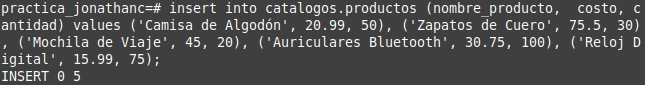 practica_jonathanc=# insert into catalogos.productos (nombre_producto,  costo, c
antidad) values ('Camisa de Algodón', 20.99, 50), ('Zapatos de Cuero', 75.5, 30)
, ('Mochila de Viaje', 45, 20), ('Auriculares Bluetooth', 30.75, 100), ('Reloj D
igital', 15.99, 75);
INSERT 0 5